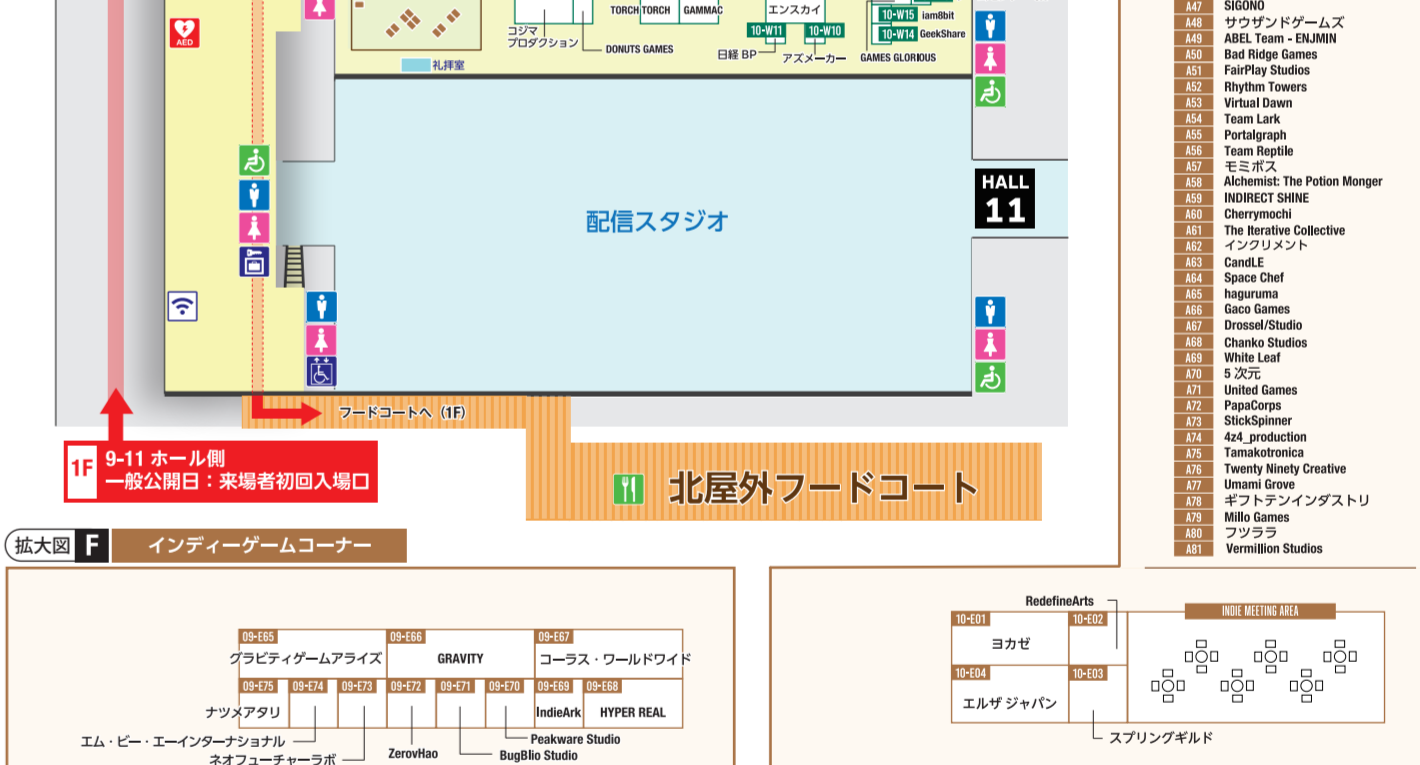 AED
コジマ
プロダクション
DONUTS GAMES
TORCH
TORCH
GAMMAC
エンスカイ
10-W11
10-W10
日経 BP
アズメーカー
10-W15 iam8bit
10-W14 GeekShare
GAMES GLORIOUS
礼拝室
配信スタジオ
HALL
11
フードコートへ（1F）
1F
9-11 ホール側
一般公開日：来場者初回入場口
北屋外フードコート
A47 SIGONO
A48 サウザンドゲームズ
A49 ABEL Team - ENJMIN
A50 Bad Ridge Games
A51 FairPlay Studios
A52 Rhythm Towers
A53 Virtual Dawn
A54 Team Lark
A55 Portalgraph
A56 Team Reptile
A57 モミボス
A58 Alchemist: The Potion Monger
A59 INDIRECT SHINE
A60 Cherrymochi
A61 The Iterative Collective
A62 インクリメント
A63 CandLE
A64 Space Chef
A65 haguruma
A66 Gaco Games
A67 Drossel/Studio
A68 Chanko Studios
A69 White Leaf
A70 5 次元
A71 United Games
A72 PapaCorps
A73 StickSpinner
A74 4z4_production
A75 Tamakotronica
A76 Twenty Ninety Creative
A77 Umami Grove
A78 ギフトテンインダストリ
A79 Millo Games
A80 フツララ
A81 Vermillion Studios
拡大図 F インディーゲームコーナー
09-E65
グラビティゲームアライズ
09-E66
GRAVITY
09-E67
コーラス・ワールドワイド
09-E75
09-E74
09-E73
09-E72
09-E71
09-E70
09-E69
09-E68
ナツメアタリ
IndieArk
HYPER REAL
エム・ビー・エーインターナショナル
ネオフューチャーラボ
ZerovHao
BugBlio Studio
Peakware Studio
RedefineArts
10-E01
ヨカゼ
10-E02
10-E04
エルザ ジャパン
10-E03
スプリングギルド
INDIE MEETING AREA